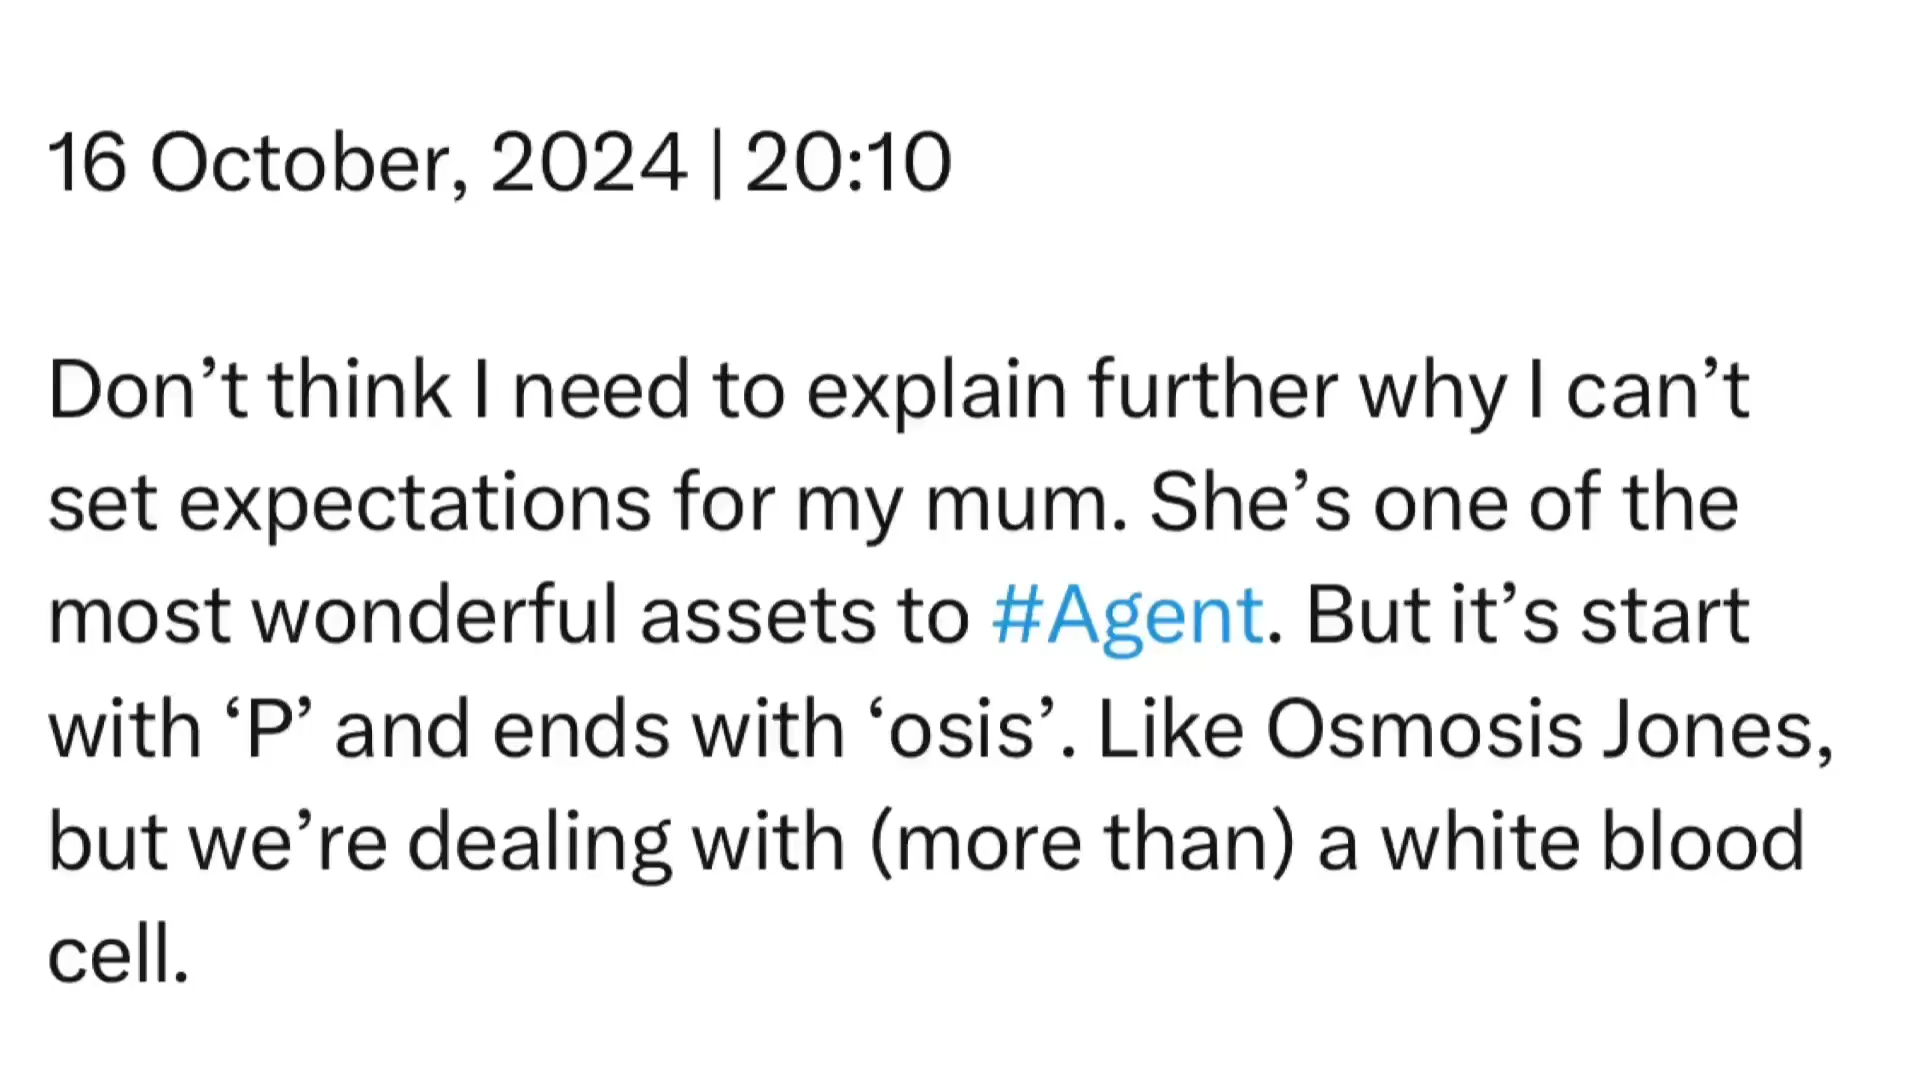 16 October, 2024 | 20:10
Don’t think I need to explain further why I can’t
set expectations for my mum. She’s one of the
most wonderful assets to #Agent. But it’s start
with ‘P’ and ends with ‘osis’. Like Osmosis Jones,
but we’re dealing with (more than) a white blood
cell.